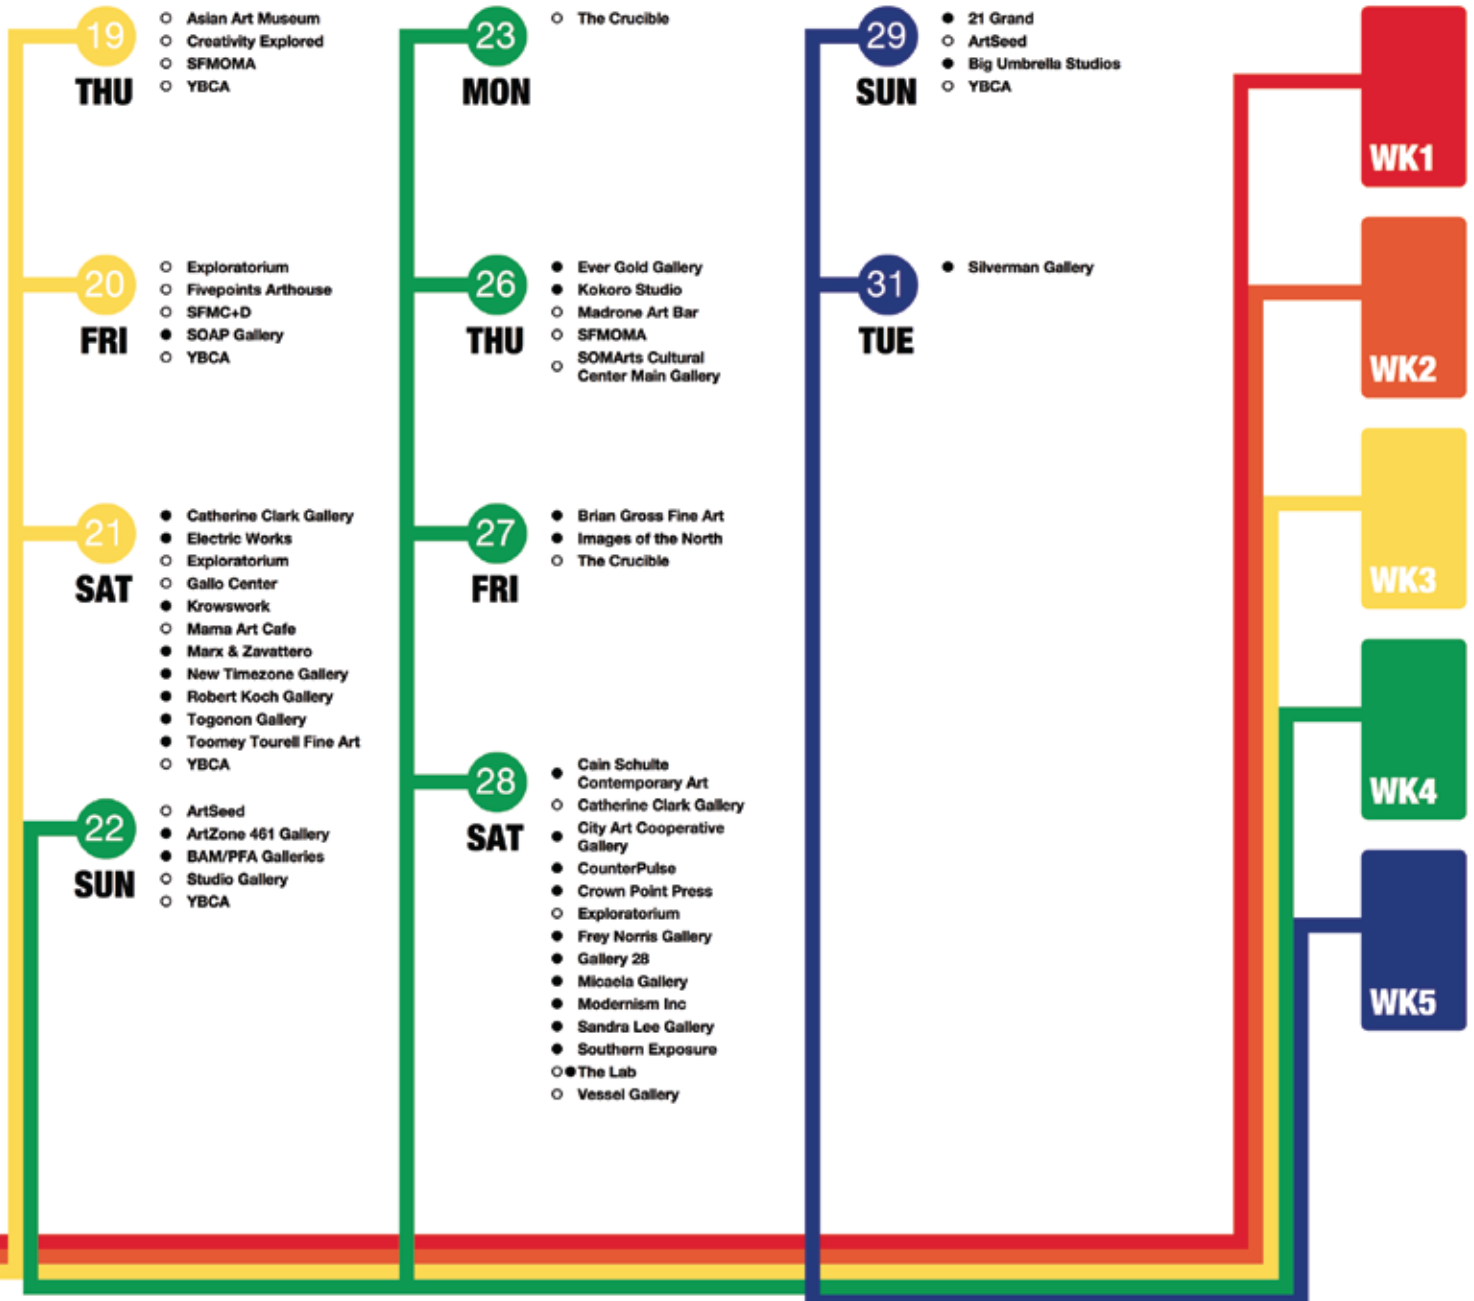 19
THU
Asian Art Museum
Creativity Explored
SFMOMA
YBCA
20
FRI
Exploratorium
Fivepoints Arthouse
SFMC+D
SOAP Gallery
YBCA
21
SAT
Catherine Clark Gallery
Electric Works
Exploratorium
Gallo Center
Krowswork
Mama Art Cafe
Marx & Zavattero
New Timezone Gallery
Robert Koch Gallery
Togonon Gallery
Toomey Tourell Fine Art
YBCA
22
SUN
ArtSeed
ArtZone 461 Gallery
BAM/PFA Galleries
Studio Gallery
YBCA
23
MON
The Crucible
26
THU
Ever Gold Gallery
Kokoro Studio
Madrone Art Bar
SFMOMA
SOMArts Cultural
Center Main Gallery
27
FRI
Brian Gross Fine Art
Images of the North
The Crucible
28
SAT
Cain Schulte
Contemporary Art
Catherine Clark Gallery
City Art Cooperative
Gallery
CounterPulse
Crown Point Press
Exploratorium
Frey Norris Gallery
Gallery 28
Micaela Gallery
Modernism Inc
Sandra Lee Gallery
Southern Exposure
The Lab
Vessel Gallery
29
SUN
21 Grand
ArtSeed
Big Umbrella Studios
YBCA
31
TUE
Silverman Gallery
WK1
WK2
WK3
WK4
WK5